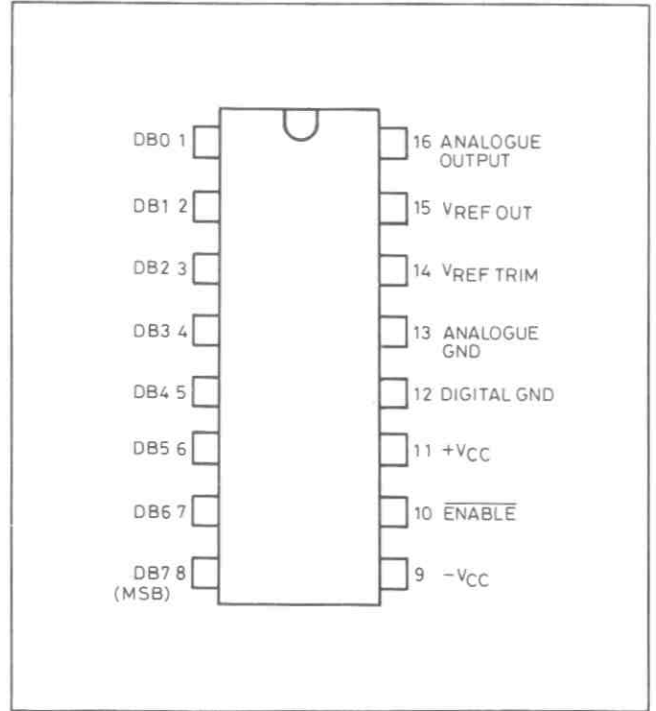 DB0 1
DB1 2
DB2 3
DB3 4
DB4 5
DB5 6
DB6 7
DB7 8
(MSB)
16 ANALOGUE
OUTPUT
15 VREF OUT
14 VREF TRIM
13 ANALOGUE
GND
12 DIGITAL GND
11 +VCC
10 ENABLE
9 -VCC